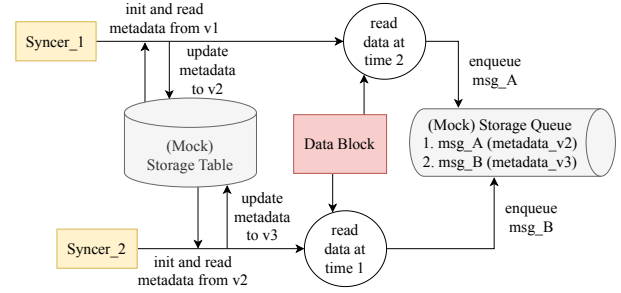 init and read
metadata from v1
Syncer_1
update
metadata
to v2
read
data at
time 2
enqueue
msg_A
(Mock)
Storage Table
Data Block
(Mock) Storage Queue
1. msg_A (metadata_v2)
2. msg_B (metadata_v3)
update
metadata
to v3
enqueue
msg_B
Syncer_2
init and read
metadata from v2
read
data at
time 1